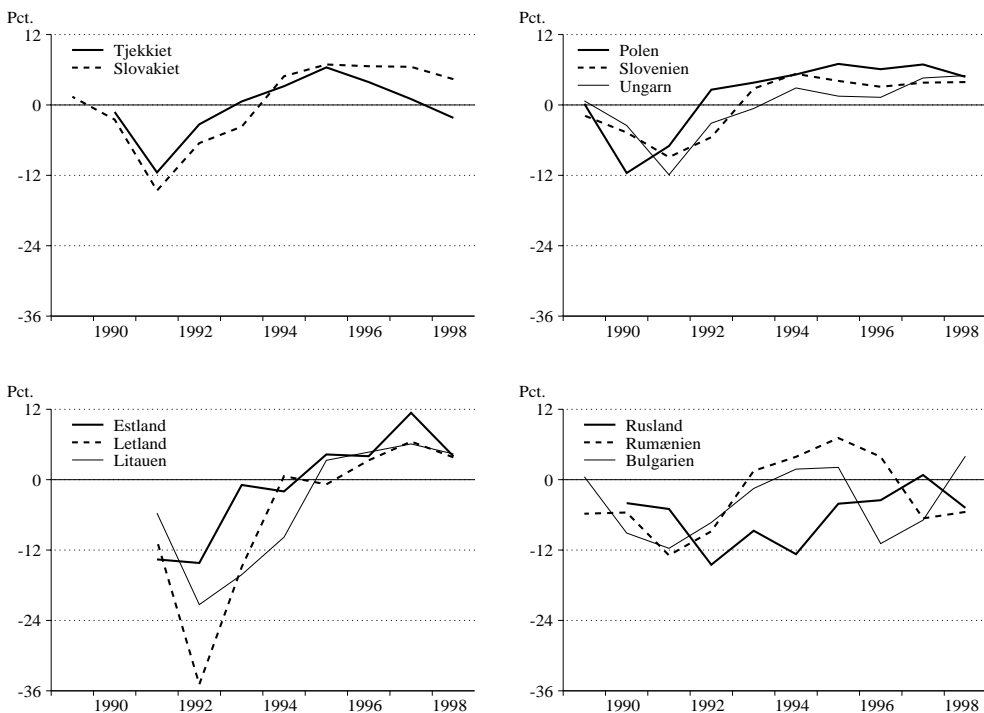 Pct.
12
0
-12
-24
-36
Tjekkiet
Slovakiet
1990 1992 1994 1996 1998
Pct.
12
0
-12
-24
-36
Polen
Slovenien
Ungarn
1990 1992 1994 1996 1998
Pct.
12
0
-12
-24
-36
Estland
Letland
Litauen
1990 1992 1994 1996 1998
Pct.
12
0
-12
-24
-36
Rusland
Rumænien
Bulgarien
1990 1992 1994 1996 1998